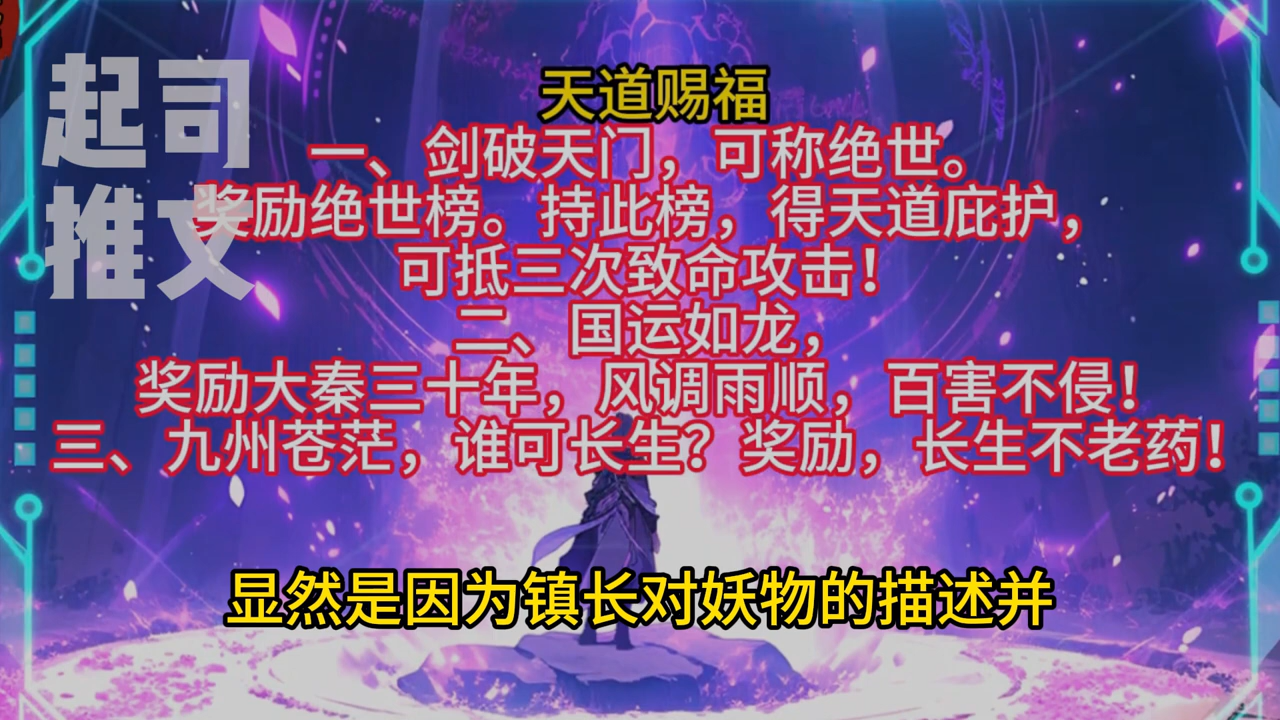 起司
推文
天道赐福
一、剑破天门，可称绝世。
奖励绝世榜。持此榜，得天道庇护，
可抵三次致命攻击！
二、国运如龙，
奖励大秦三十年，风调雨顺，百害不侵！
三、九州苍茫，谁可长生？奖励，长生不老药！
显然是因为镇长对妖物的描述并